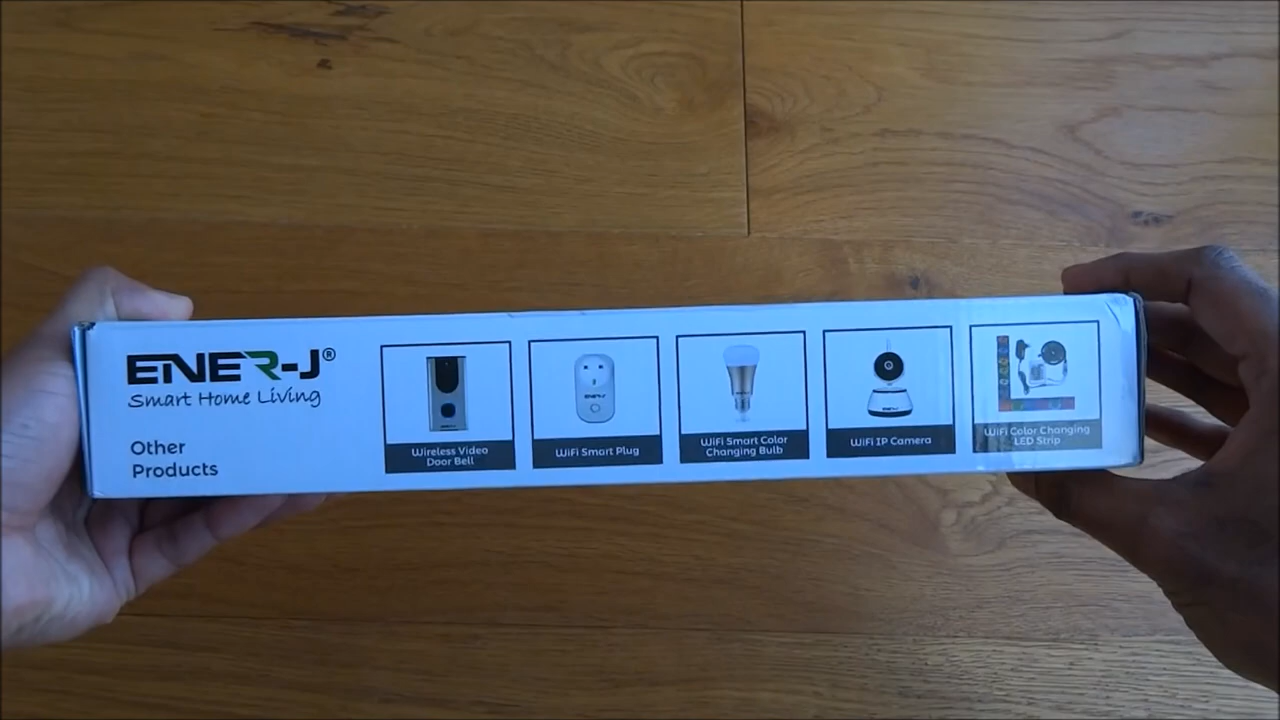 ENER-J®
Smart Home Living
Other
Products
Wireless Video
Door Bell
WiFi Smart Plug
WiFi Smart Color
Changing Bulb
WiFi IP Camera
WiFi Color Changing
LED Strip